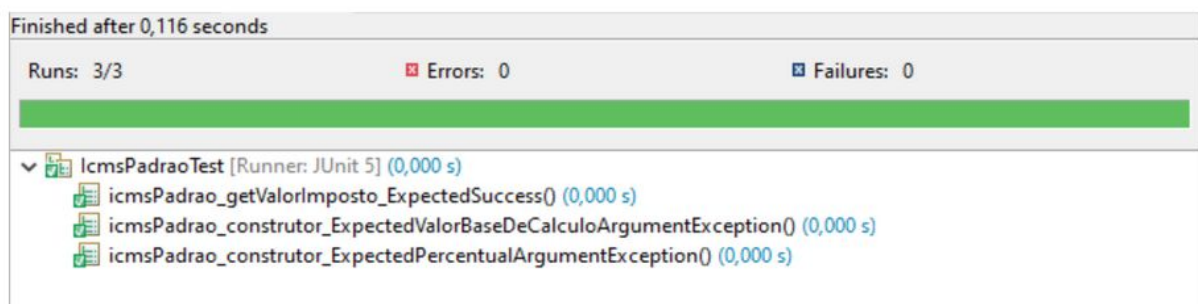 Finished after 0,116 seconds
Runs: 3/3 Errors: 0 Failures: 0
IcmsPadraoTest [Runner: JUnit 5] (0,000 s)
icmsPadrao_getValorImposto_ExpectedSuccess() (0,000 s)
icmsPadrao_construtor_ExpectedValorBaseDeCalculoArgumentException() (0,000 s)
icmsPadrao_construtor_ExpectedPercentualArgumentException() (0,000 s)